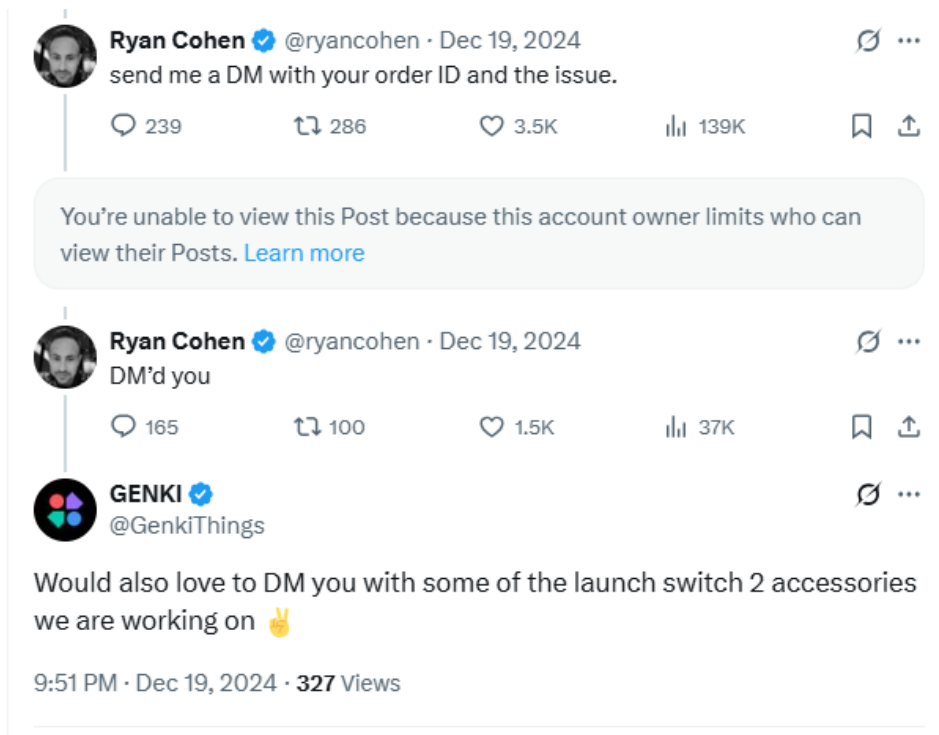 Ryan Cohen @ryancohen · Dec 19, 2024
send me a DM with your order ID and the issue.
239 286 3.5K 139K
You’re unable to view this Post because this account owner limits who can
view their Posts. Learn more
Ryan Cohen @ryancohen · Dec 19, 2024
DM’d you
165 100 1.5K 37K
GENKI
@GenkiThings
Would also love to DM you with some of the launch switch 2 accessories
we are working on ✌️
9:51 PM · Dec 19, 2024 · 327 Views